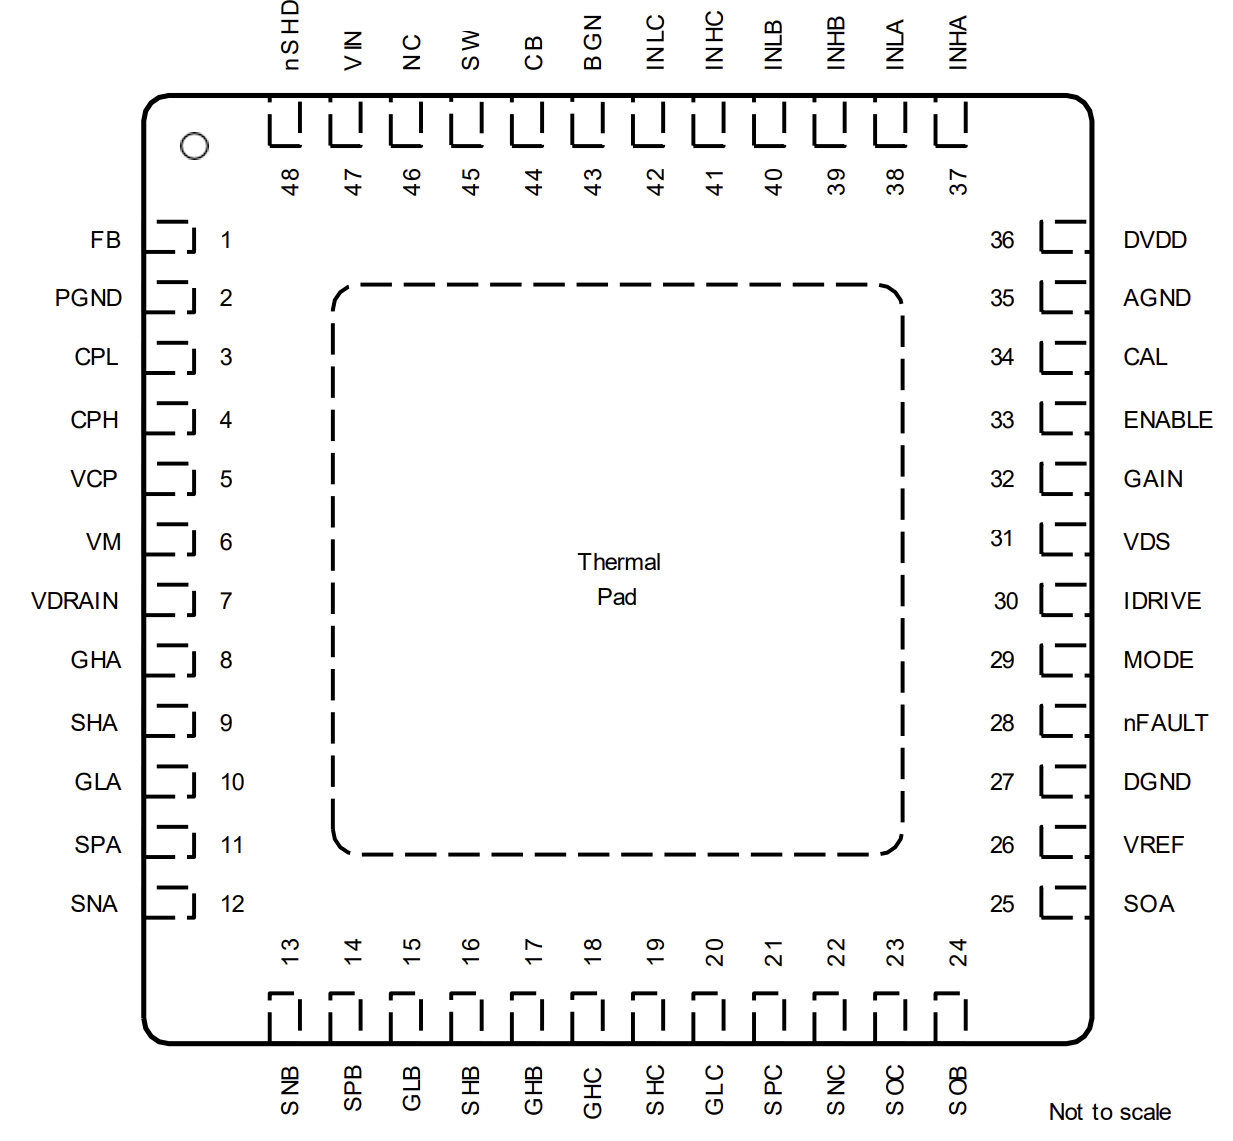 nSHD VIN NC SW CB BGN INLC INHC INLB INHB INLA INHA
48 47 46 45 44 43 42 41 40 39 38 37
FB 1 36 DVDD
PGND 2 35 AGND
CPL 3 34 CAL
CPH 4 33 ENABLE
VCP 5 32 GAIN
VM 6 31 VDS
VDRAIN 7 30 IDRIVE
GHA 8 29 MODE
SHA 9 28 nFAULT
GLA 10 27 DGND
SPA 11 26 VREF
SNA 12 25 SOA
Thermal
Pad
13 14 15 16 17 18 19 20 21 22 23 24
SNB SPB GLB SHB GHB GHC SHC GLC SPC SNC SOC SOB
Not to scale